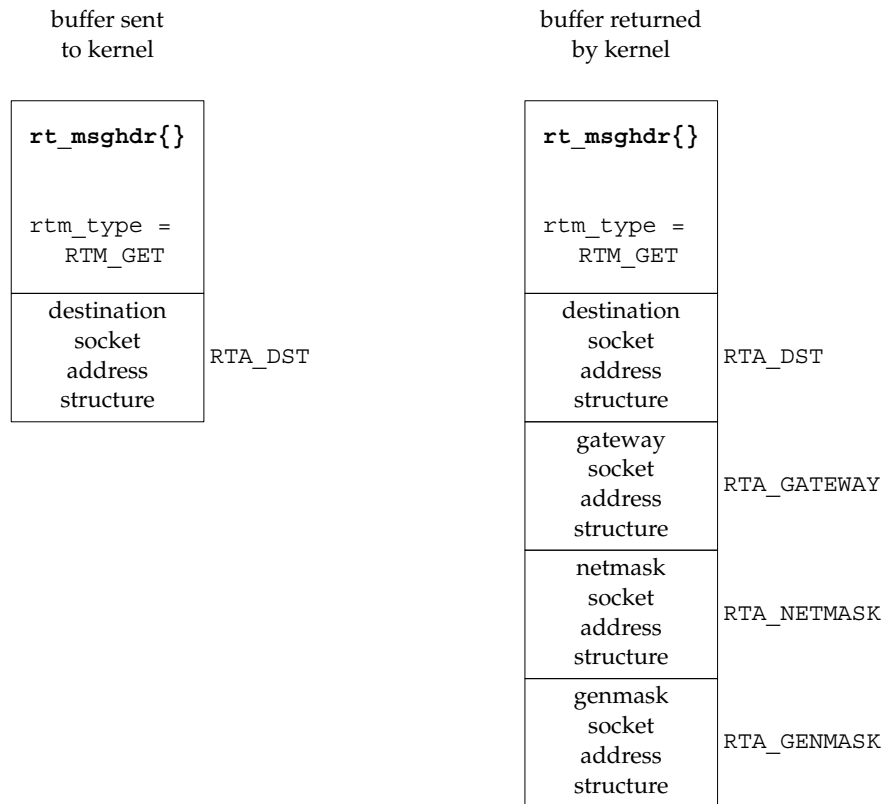 buffer sent
to kernel
rt_msghdr{}
rtm_type =
RTM_GET
destination
socket
address
structure
RTA_DST
buffer returned
by kernel
rt_msghdr{}
rtm_type =
RTM_GET
destination
socket
address
structure
RTA_DST
gateway
socket
address
structure
RTA_GATEWAY
netmask
socket
address
structure
RTA_NETMASK
genmask
socket
address
structure
RTA_GENMASK